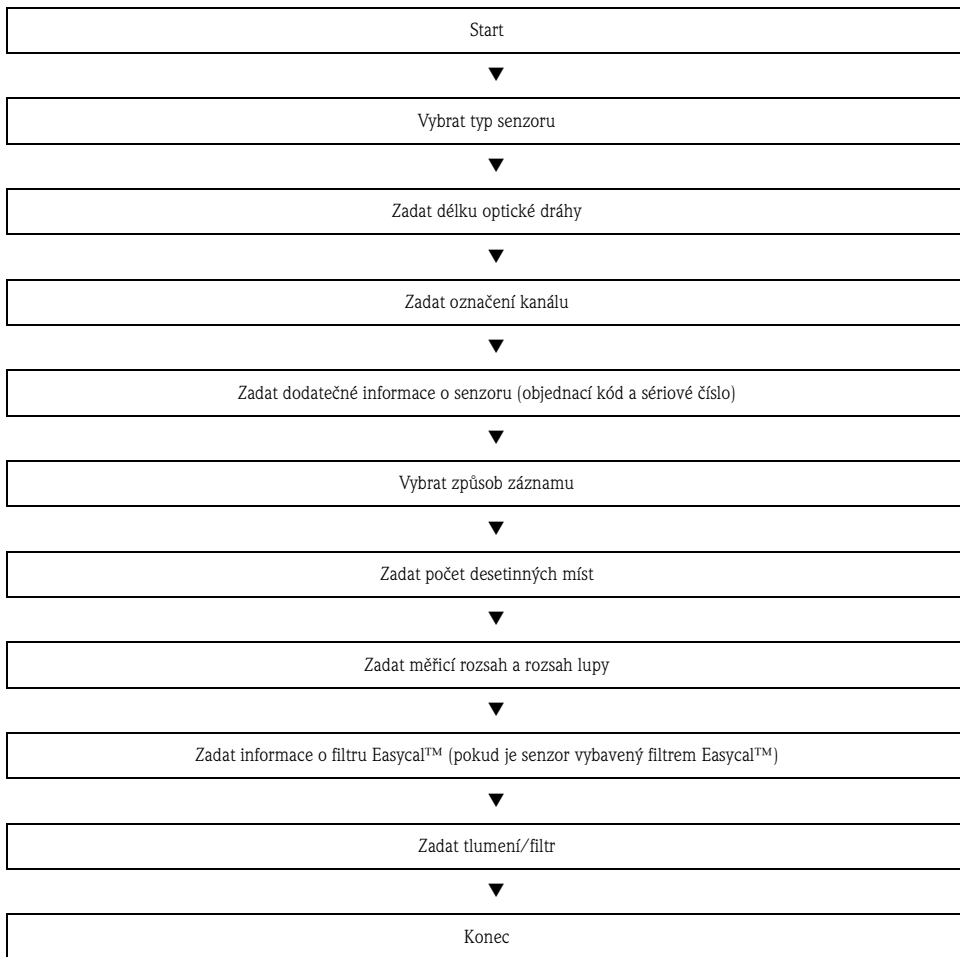 Start
▼
Vybrat typ senzoru
▼
Zadat délku optické dráhy
▼
Zadat označení kanálu
▼
Zadat dodatečné informace o senzoru (objednací kód a sériové číslo)
▼
Vybrat způsob záznamu
▼
Zadat počet desetinných míst
▼
Zadat měřicí rozsah a rozsah lupy
▼
Zadat informace o filtru Easycal™ (pokud je senzor vybavený filtrem Easycal™)
▼
Zadat tlumení/filtr
▼
Konec